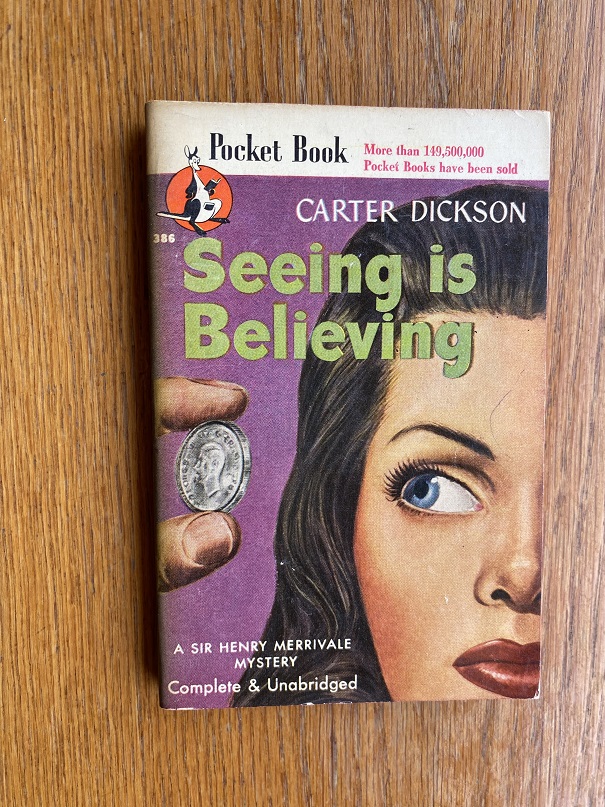 Pocket Book
More than 149,500,000
Pocket Books have been sold
CARTER DICKSON
386
Seeing is
Believing
A SIR HENRY MERRIVALE
MYSTERY
Complete & Unabridged